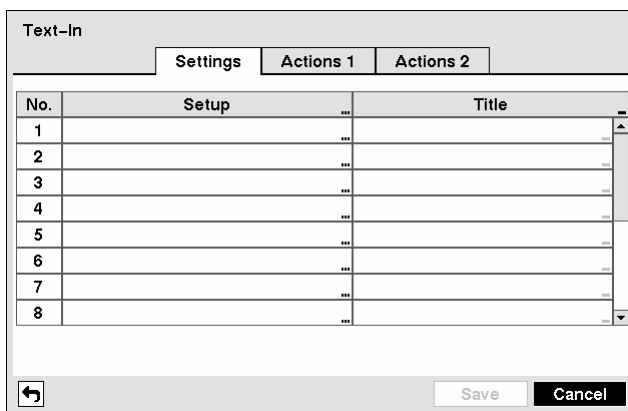 Text-In
Settings Actions 1 Actions 2
No. Setup ... Title
1 ...
2 ...
3 ...
4 ...
5 ...
6 ...
7 ...
8 ...
Save Cancel